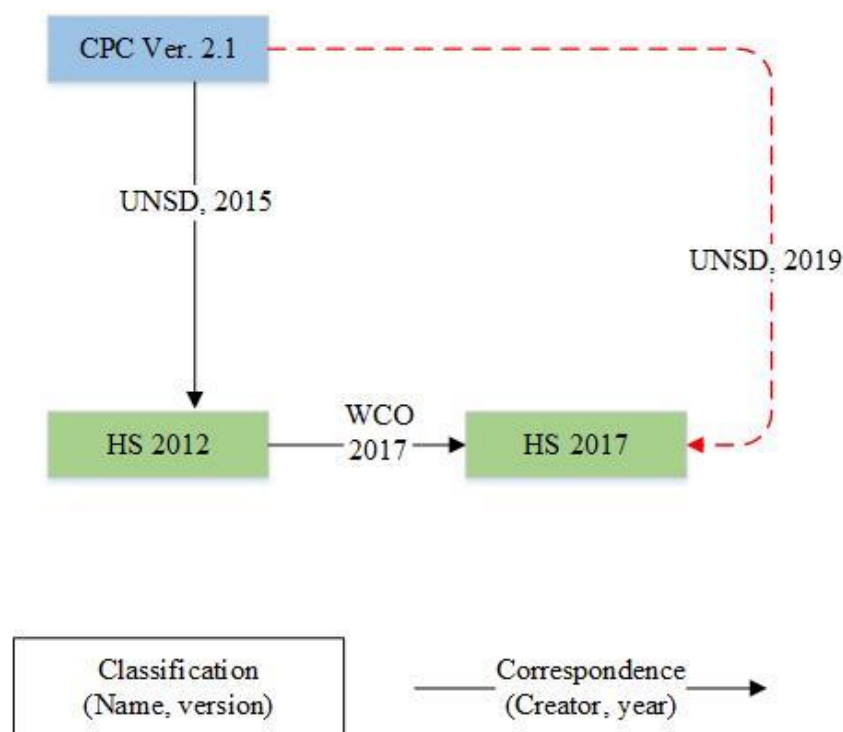 CPC Ver. 2.1
UNSD, 2015
UNSD, 2019
HS 2012
WCO
2017
HS 2017
Classification
(Name, version)
Correspondence
(Creator, year)